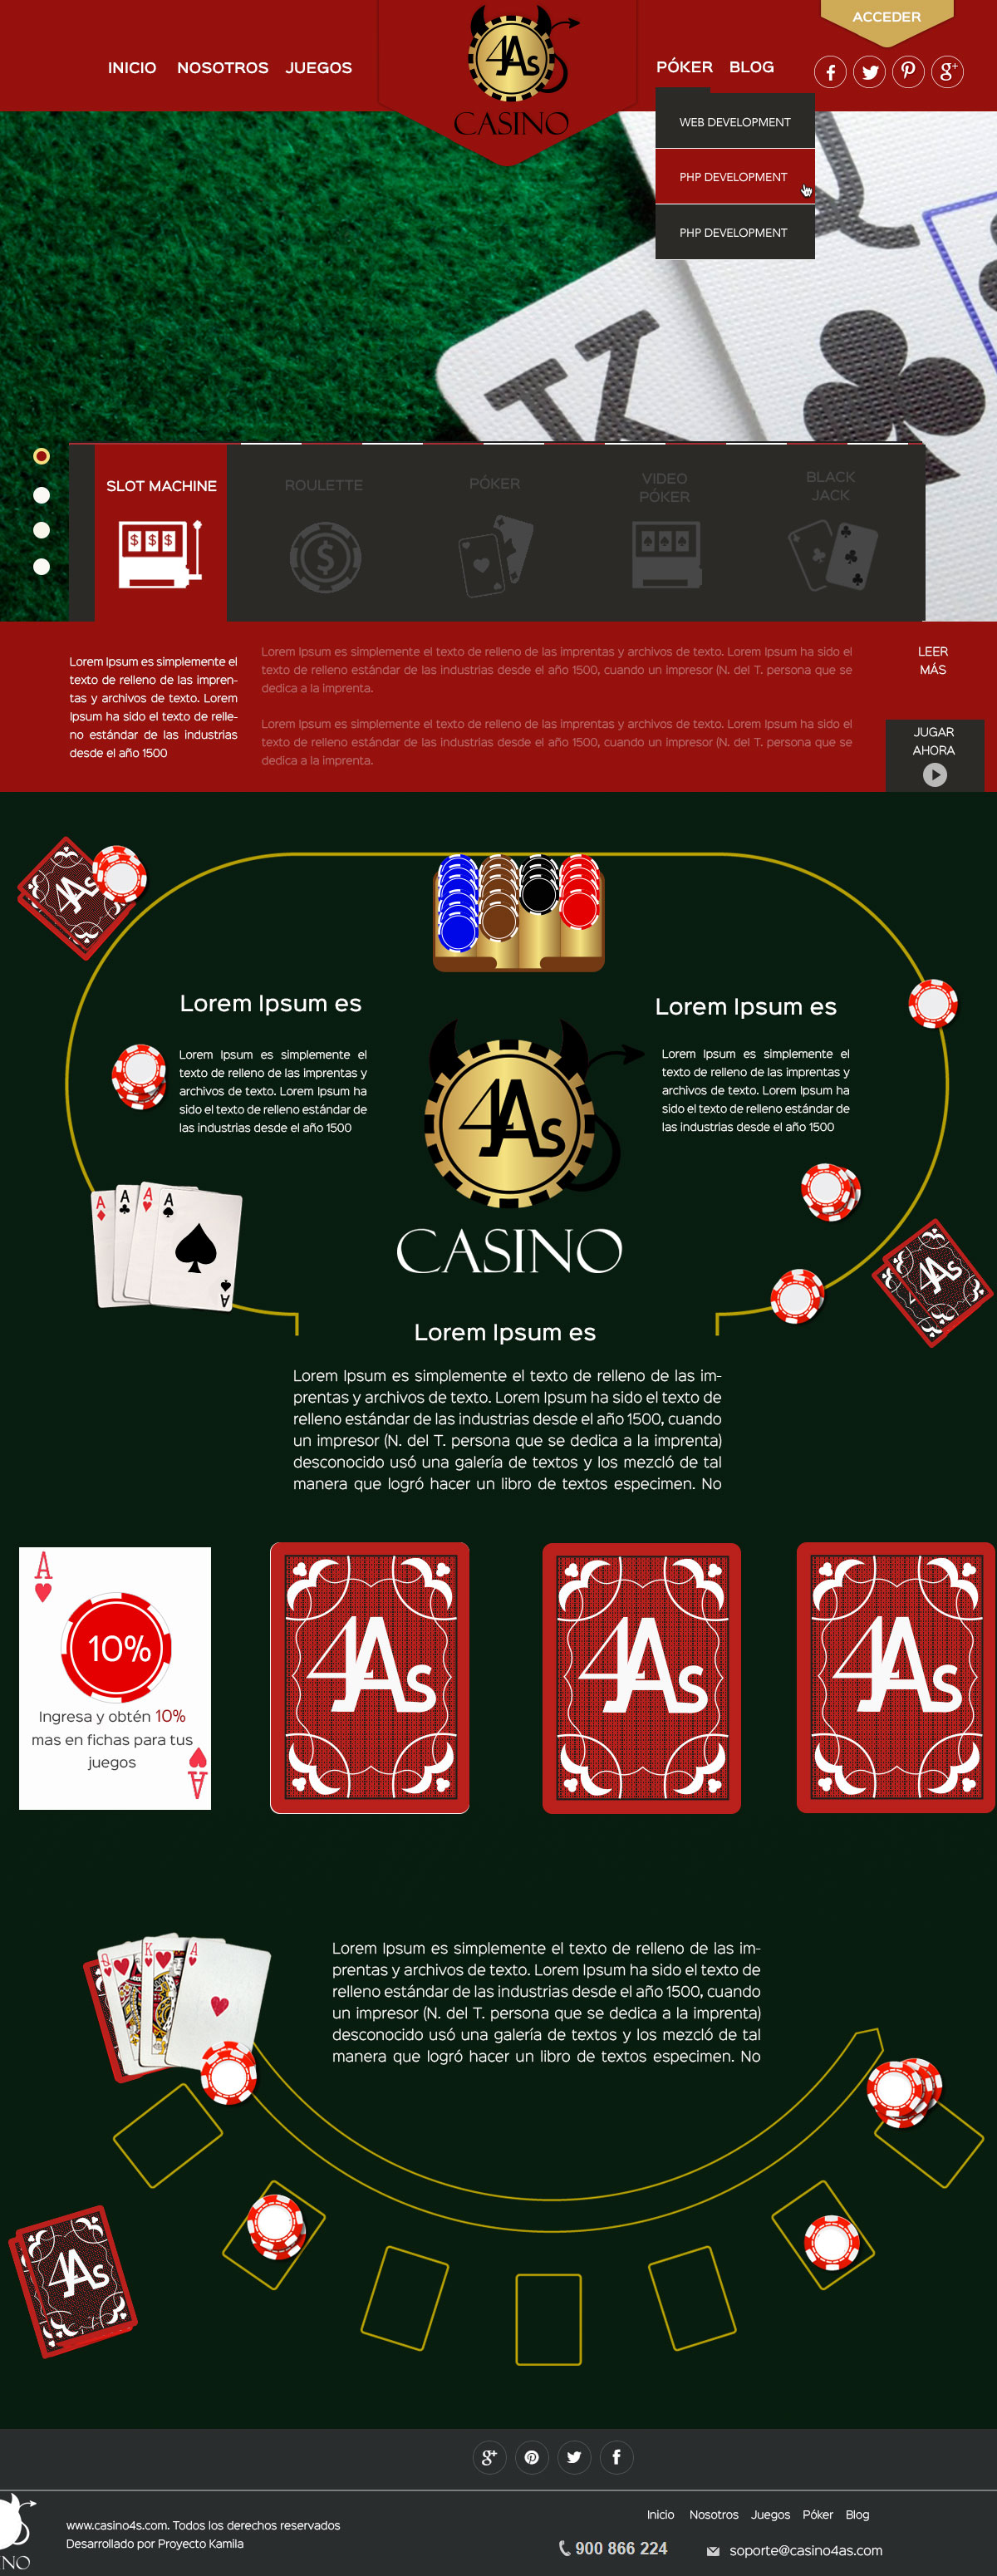 ACCEDER
INICIO NOSOTROS JUEGOS
4As
CASINO
PÓKER BLOG
f g+
WEB DEVELOPMENT
PHP DEVELOPMENT
PHP DEVELOPMENT
K
SLOT MACHINE
$ $ $
ROULETTE
$
PÓKER
VIDEO
PÓKER
BLACK
JACK
Lorem Ipsum es simplemente el
texto de relleno de las impren-
tas y archivos de texto. Lorem
Ipsum ha sido el texto de relle-
no estándar de las industrias
desde el año 1500
Lorem Ipsum es simplemente el texto de relleno de las imprentas y archivos de texto. Lorem Ipsum ha sido el
texto de relleno estándar de las industrias desde el año 1500, cuando un impresor (N. del T. persona que se
dedica a la imprenta.
Lorem Ipsum es simplemente el texto de relleno de las imprentas y archivos de texto. Lorem Ipsum ha sido el
texto de relleno estándar de las industrias desde el año 1500, cuando un impresor (N. del T. persona que se
dedica a la imprenta.
LEER
MÁS
JUGAR
AHORA
4As
Lorem Ipsum es
Lorem Ipsum es simplemente el
texto de relleno de las imprentas y
archivos de texto. Lorem Ipsum ha
sido el texto de relleno estándar de
las industrias desde el año 1500
4As
CASINO
Lorem Ipsum es
Lorem Ipsum es simplemente el
texto de relleno de las imprentas y
archivos de texto. Lorem Ipsum ha
sido el texto de relleno estándar de
las industrias desde el año 1500
A A A A
A
4As
Lorem Ipsum es
Lorem Ipsum es simplemente el texto de relleno de las im-
prentas y archivos de texto. Lorem Ipsum ha sido el texto de
relleno estándar de las industrias desde el año 1500, cuando
un impresor (N. del T. persona que se dedica a la imprenta)
desconocido usó una galería de textos y los mezcló de tal
manera que logró hacer un libro de textos especimen. No
A
10%
Ingresa y obtén 10%
mas en fichas para tus
juegos
A
4As
4As
4As
Q K A
Lorem Ipsum es simplemente el texto de relleno de las im-
prentas y archivos de texto. Lorem Ipsum ha sido el texto de
relleno estándar de las industrias desde el año 1500, cuando
un impresor (N. del T. persona que se dedica a la imprenta)
desconocido usó una galería de textos y los mezcló de tal
manera que logró hacer un libro de textos especimen. No
4As
g+ f
INO
www.casino4s.com. Todos los derechos reservados
Desarrollado por Proyecto Kamila
Inicio Nosotros Juegos Póker Blog
900 866 224
soporte@casino4as.com